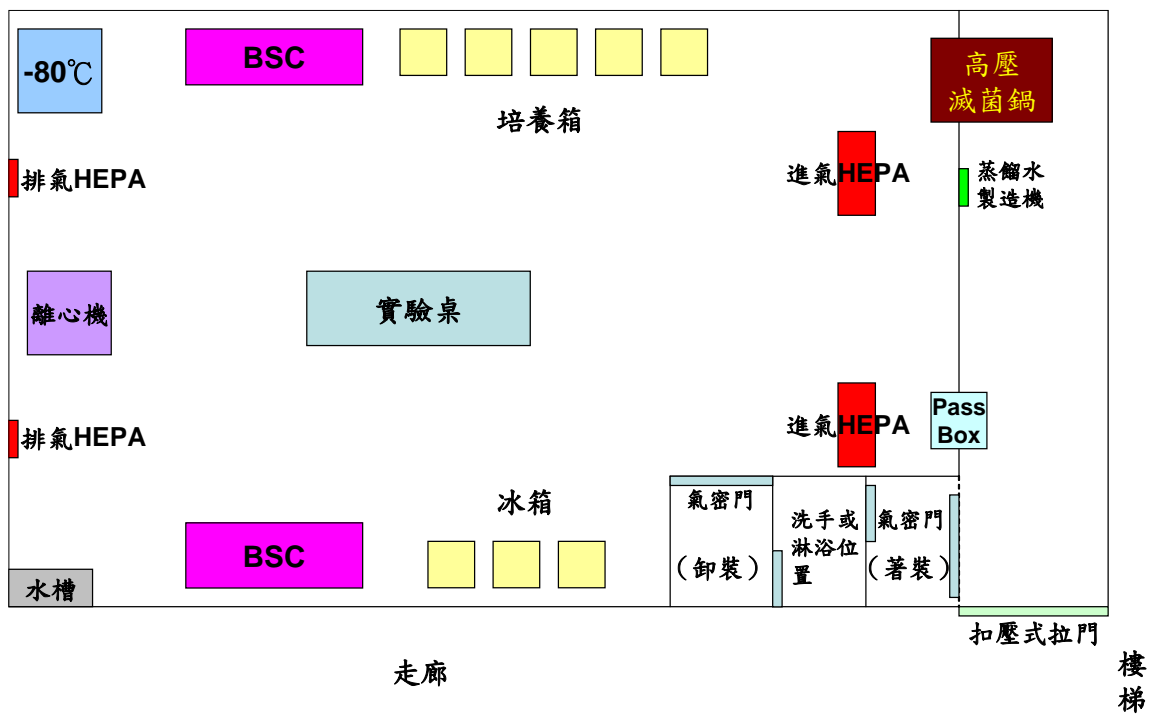 -80℃
BSC
高壓
滅菌鍋
培養箱
排氣HEPA
進氣HEPA
蒸餾水
製造機
離心機
實驗桌
排氣HEPA
進氣HEPA
Pass
Box
冰箱
氣密門
洗手或
淋浴位
置
氣密門
BSC
（卸裝）
（著裝）
水槽
扣壓式拉門
走廊
樓
梯